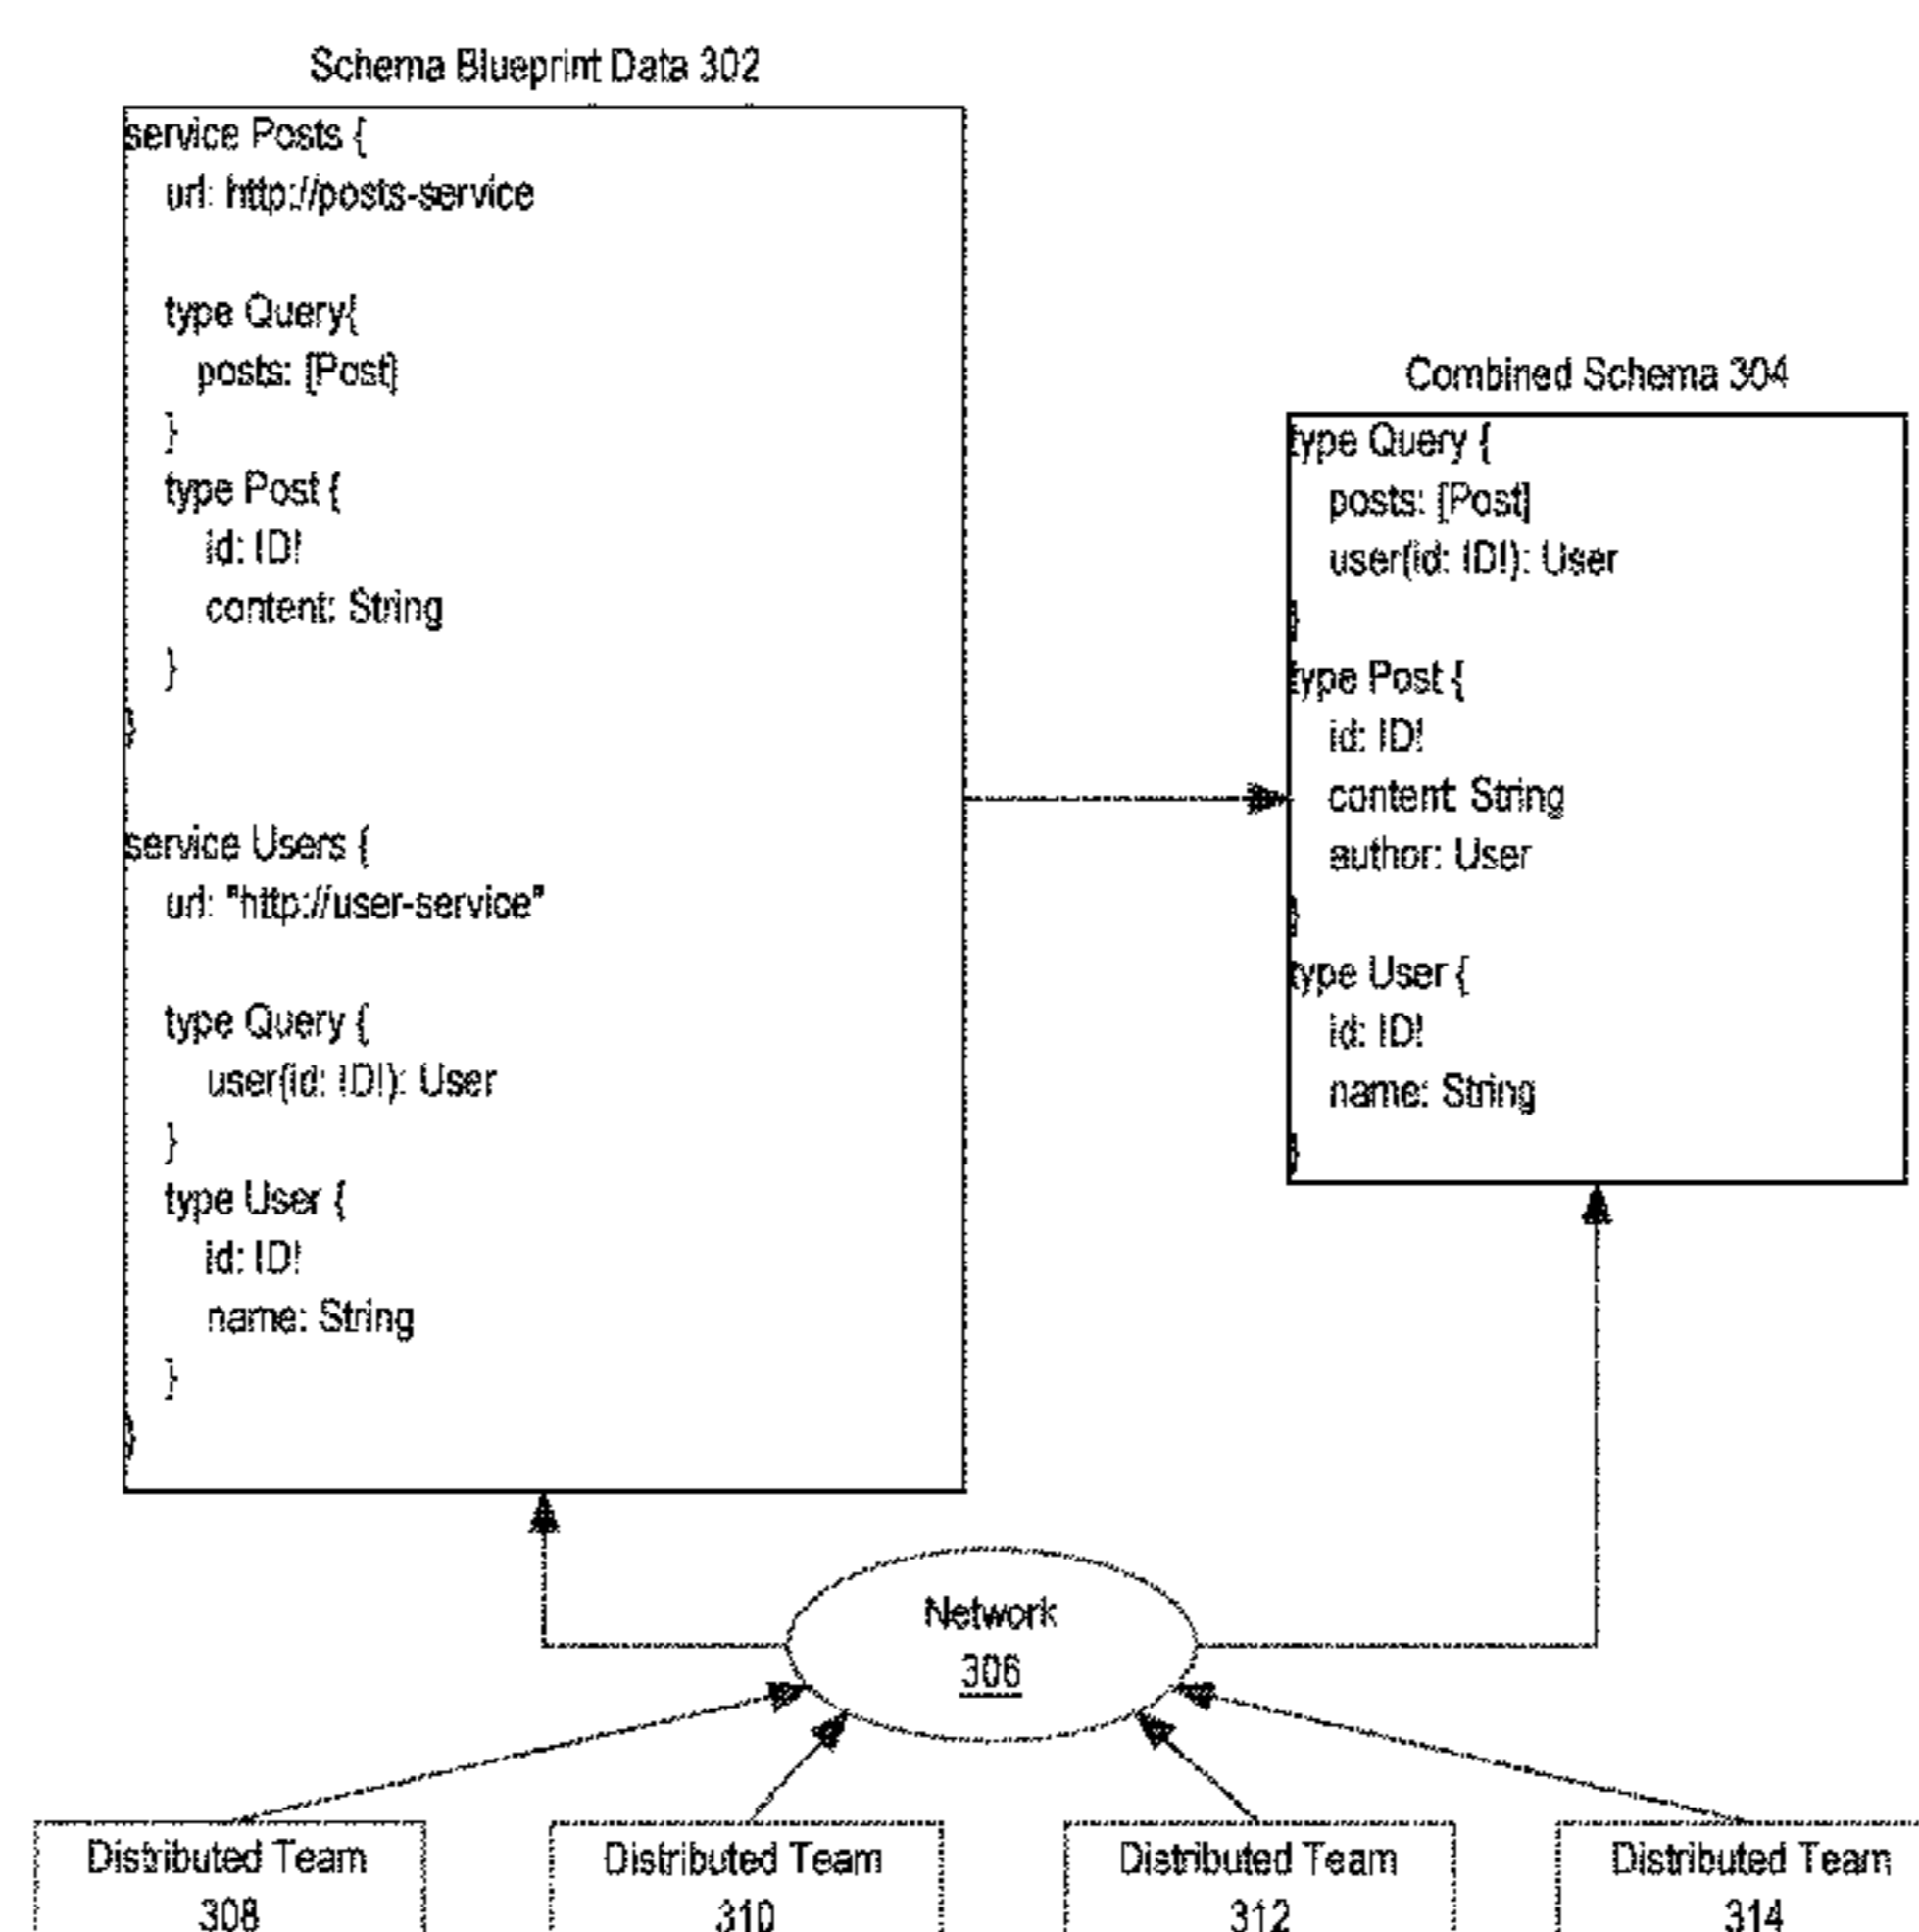 Schema Blueprint Data 302
service Posts {
url: http://posts-service
type Query{
posts: [Post]
}
type Post {
id: ID!
content: String
}
}
service Users {
url: "http://user-service"
type Query {
user(id: ID!): User
}
type User {
id: ID!
name: String
}
}
Combined Schema 304
type Query {
posts: [Post]
user(id: ID!): User
}
type Post {
id: ID!
content: String
author: User
}
type User {
id: ID!
name: String
}
Network
306
Distributed Team
308
Distributed Team
310
Distributed Team
312
Distributed Team
314